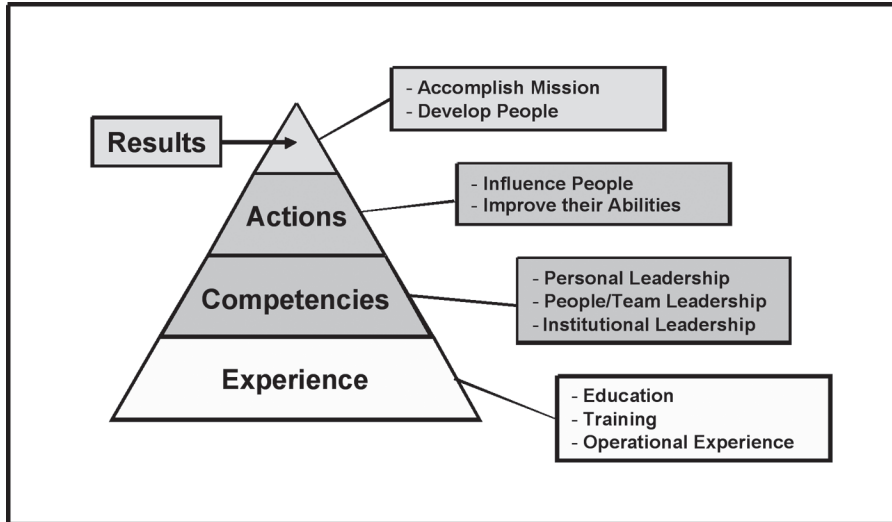 - Accomplish Mission
- Develop People
Results
- Influence People
- Improve their Abilities
Actions
- Personal Leadership
- People/Team Leadership
- Institutional Leadership
Competencies
Experience
- Education
- Training
- Operational Experience